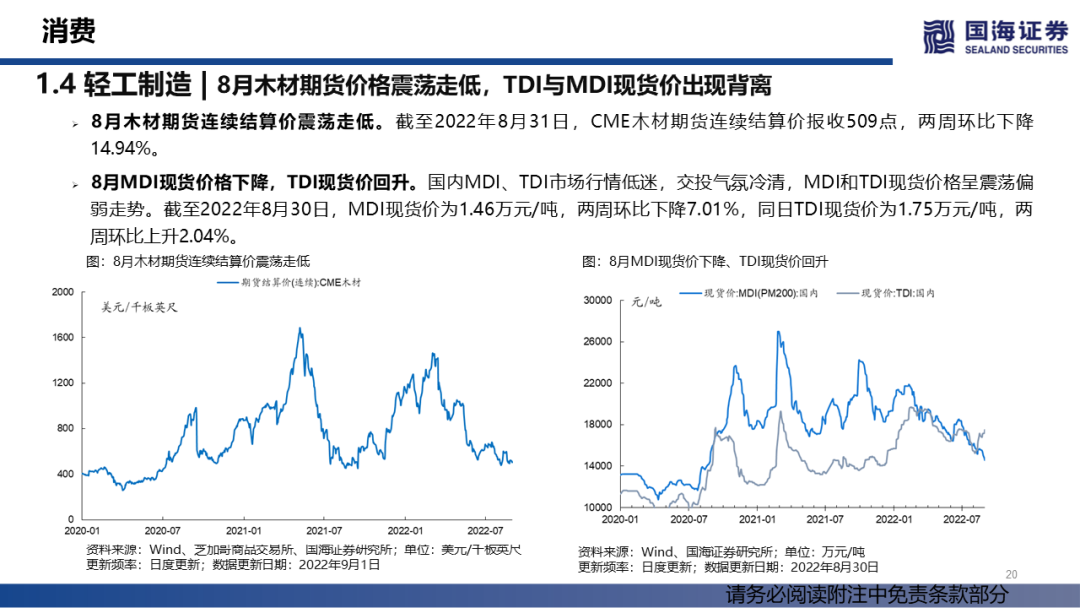 消费
国海证券
SEALAND SECURITIES
1.4 轻工制造 | 8月木材期货价格震荡走低，TDI与MDI现货价出现背离
➢ 8月木材期货连续结算价震荡走低。截至2022年8月31日，CME木材期货连续结算价报收509点，两周环比下降
14.94%。
➢ 8月MDI现货价格下降，TDI现货价回升。国内MDI、TDI市场行情低迷，交投气氛冷清，MDI和TDI现货价格呈震荡偏
弱走势。截至2022年8月30日，MDI现货价为1.46万元/吨，两周环比下降7.01%，同日TDI现货价为1.75万元/吨，两
周环比上升2.04%。
图：8月木材期货连续结算价震荡走低
期货结算价(连续):CME木材
美元/千板英尺
2000
1600
1200
800
400
0
2020-01 2020-07 2021-01 2021-07 2022-01 2022-07
资料来源：Wind、芝加哥商品交易所、国海证券研究所；单位：美元/千板英尺
更新频率：日度更新；数据更新日期：2022年9月1日
图：8月MDI现货价下降、TDI现货价回升
现货价:MDI(PM200):国内 现货价:TDI:国内
元/吨
30000
26000
22000
18000
14000
10000
2020-01 2020-07 2021-01 2021-07 2022-01 2022-07
资料来源：Wind、国海证券研究所；单位：万元/吨
更新频率：日度更新；数据更新日期：2022年8月30日
20
请务必阅读附注中免责条款部分